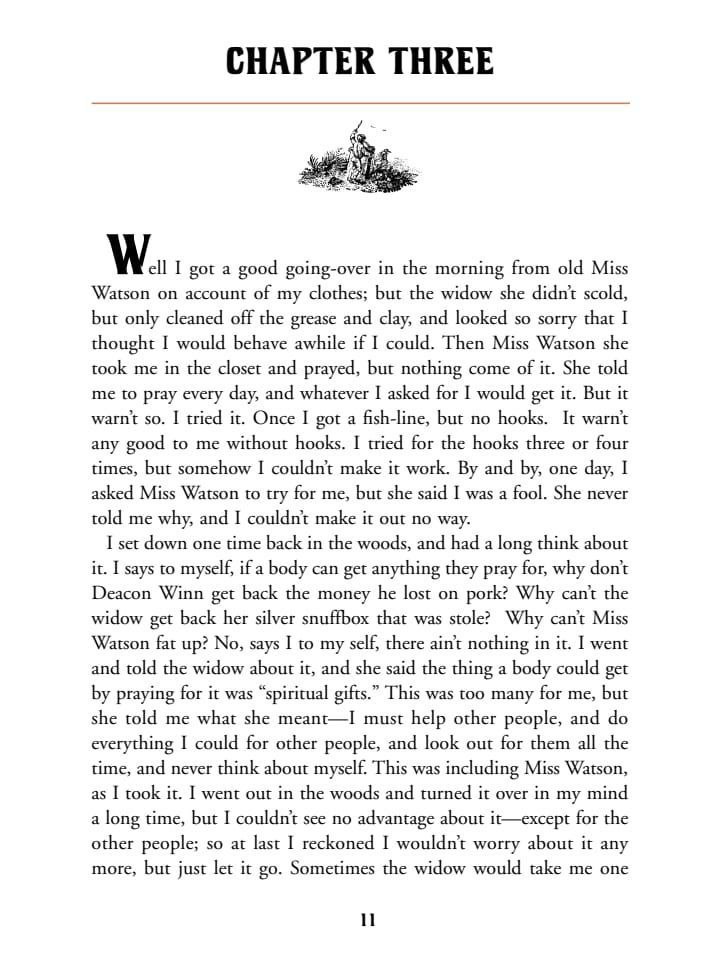 CHAPTER THREE
Well I got a good going-over in the morning from old Miss
Watson on account of my clothes; but the widow she didn’t scold,
but only cleaned off the grease and clay, and looked so sorry that I
thought I would behave awhile if I could. Then Miss Watson she
took me in the closet and prayed, but nothing come of it. She told
me to pray every day, and whatever I asked for I would get it. But it
warn’t so. I tried it. Once I got a fish-line, but no hooks.  It warn’t
any good to me without hooks. I tried for the hooks three or four
times, but somehow I couldn’t make it work. By and by, one day, I
asked Miss Watson to try for me, but she said I was a fool. She never
told me why, and I couldn’t make it out no way.
I set down one time back in the woods, and had a long think about
it. I says to myself, if a body can get anything they pray for, why don’t
Deacon Winn get back the money he lost on pork? Why can’t the
widow get back her silver snuffbox that was stole?  Why can’t Miss
Watson fat up? No, says I to my self, there ain’t nothing in it. I went
and told the widow about it, and she said the thing a body could get
by praying for it was “spiritual gifts.” This was too many for me, but
she told me what she meant—I must help other people, and do
everything I could for other people, and look out for them all the
time, and never think about myself. This was including Miss Watson,
as I took it. I went out in the woods and turned it over in my mind
a long time, but I couldn’t see no advantage about it—except for the
other people; so at last I reckoned I wouldn’t worry about it any
more, but just let it go. Sometimes the widow would take me one
11